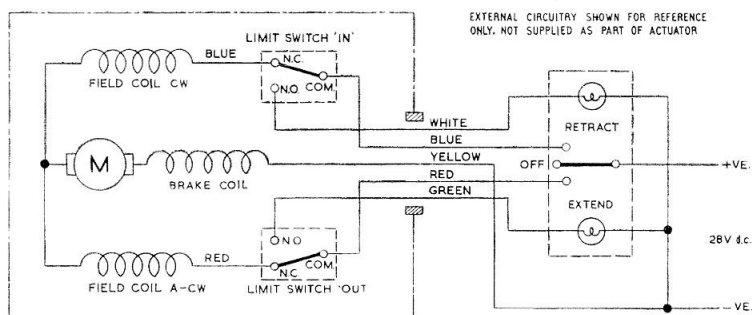 EXTERNAL CIRCUITRY SHOWN FOR REFERENCE
ONLY. NOT SUPPLIED AS PART OF ACTUATOR
LIMIT SWITCH 'IN'
BLUE
N.C.
COM.
N.O.
FIELD COIL CW
WHITE
RETRACT
BLUE
YELLOW
OFF
+VE.
M
BRAKE COIL
RED
GREEN
EXTEND
N O
28V d.c.
RED
COM.
N.C
FIELD COIL A-CW
LIMIT SWITCH 'OUT
- VE.